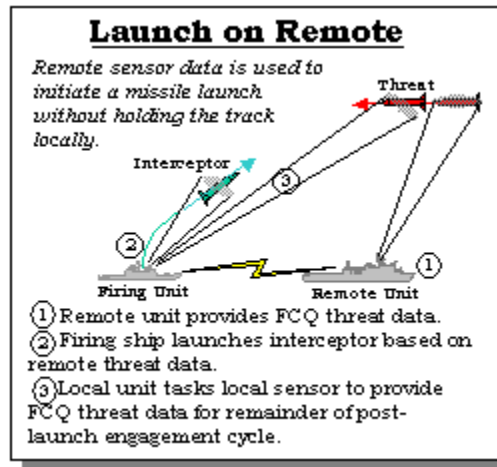 Launch on Remote
Remote sensor data is used to
initiate a missile launch
without holding the track
locally.
Threat
Interceptor
3
2
1
Firing Unit
Remote Unit
1 Remote unit provides FCQ threat data.
2 Firing ship launches interceptor based on
remote threat data.
3 Local unit tasks local sensor to provide
FCQ threat data for remainder of post-
launch engagement cycle.